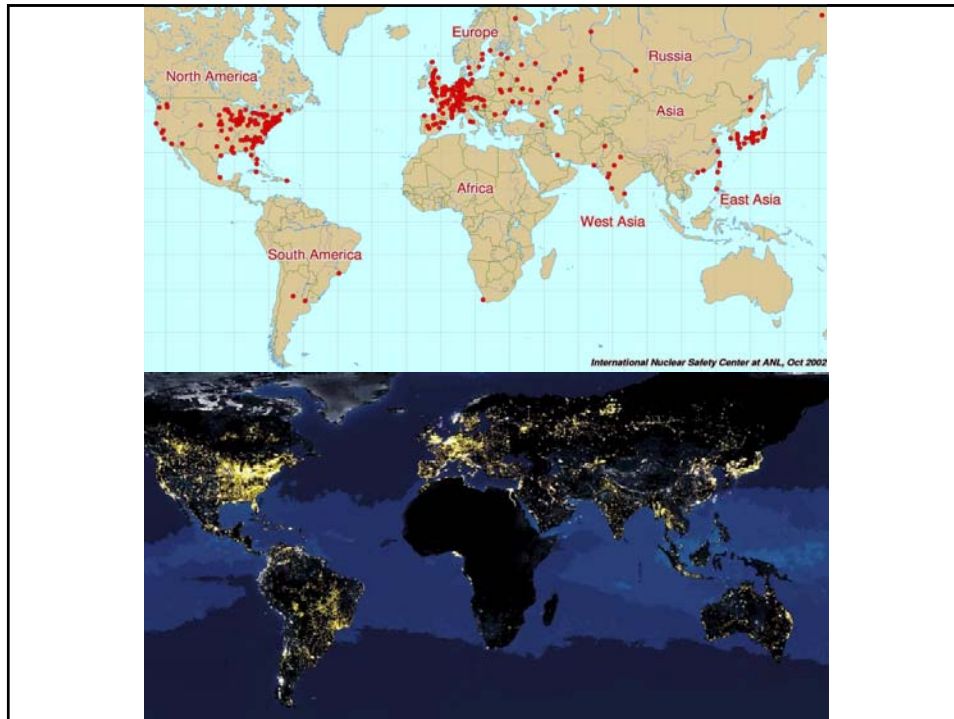 Europe
Russia
North America
Asia
Africa
East Asia
West Asia
South America
International Nuclear Safety Center at ANL, Oct 2002